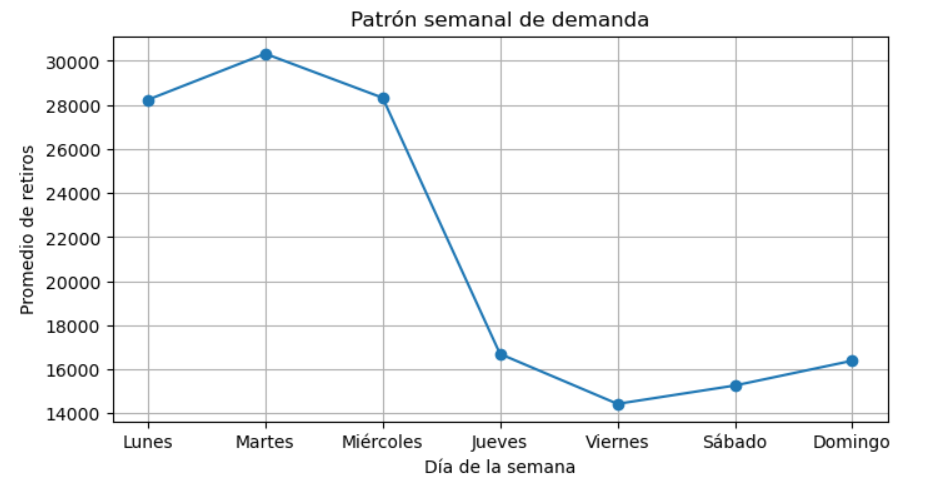 Patrón semanal de demanda
Promedio de retiros
30000
28000
26000
24000
22000
20000
18000
16000
14000
Lunes Martes Miércoles Jueves Viernes Sábado Domingo
Día de la semana